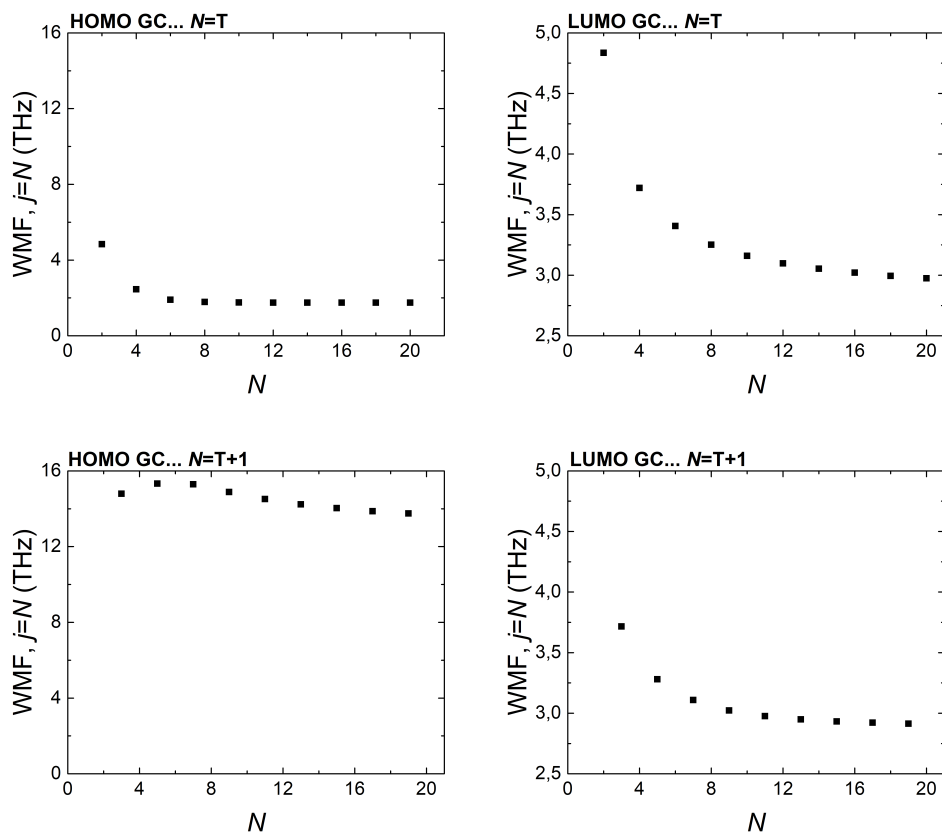 HOMO GC... N=T
16
12
8
4
0
WMF, j=N (THz)
0 4 8 12 16 20
N
LUMO GC... N=T
5,0
4,5
4,0
3,5
3,0
2,5
WMF, j=N (THz)
0 4 8 12 16 20
N
HOMO GC... N=T+1
16
12
8
4
0
WMF, j=N (THz)
0 4 8 12 16 20
N
LUMO GC... N=T+1
5,0
4,5
4,0
3,5
3,0
2,5
WMF, j=N (THz)
0 4 8 12 16 20
N